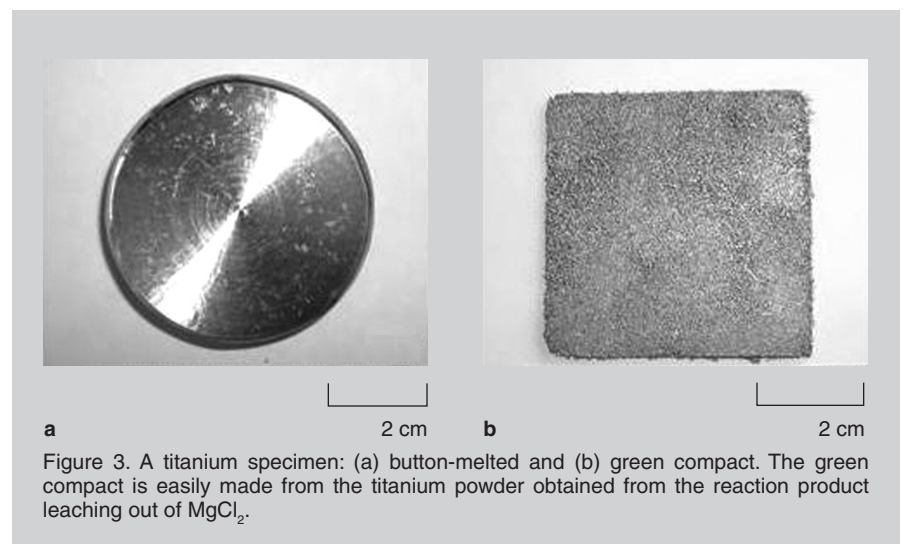 a
2 cm
b
2 cm
Figure 3. A titanium specimen: (a) button-melted and (b) green compact. The green
compact is easily made from the titanium powder obtained from the reaction product
leaching out of MgCl₂.